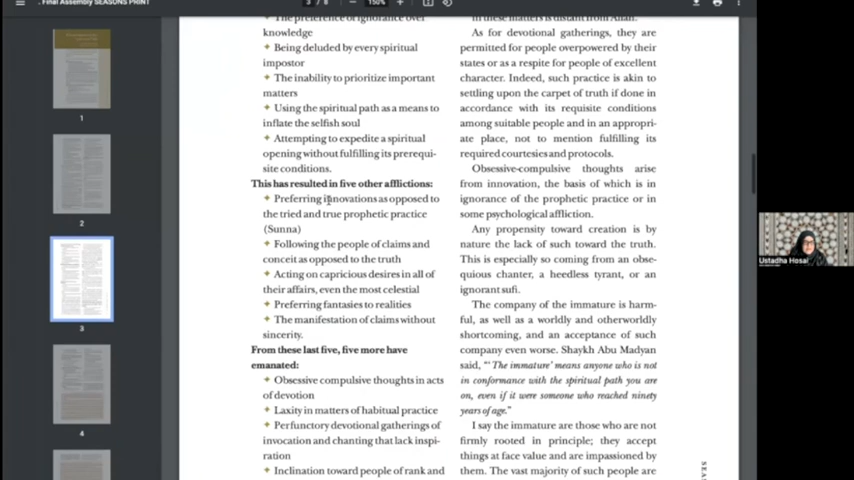 Final Assembly SEASONS PRINT
3 / 8
150%
The preference of ignorance over
knowledge
✦ Being deluded by every spiritual
impostor
✦ The inability to prioritize important
matters
✦ Using the spiritual path as a means to
inflate the selfish soul
✦ Attempting to expedite a spiritual
opening without fulfilling its prerequi-
site conditions.
This has resulted in five other afflictions:
✦ Preferring innovations as opposed to
the tried and true prophetic practice
(Sunna)
✦ Following the people of claims and
conceit as opposed to the truth
✦ Acting on capricious desires in all of
their affairs, even the most celestial
✦ Preferring fantasies to realities
✦ The manifestation of claims without
sincerity.
From these last five, five more have
emanated:
✦ Obsessive compulsive thoughts in acts
of devotion
✦ Laxity in matters of habitual practice
✦ Perfunctory devotional gatherings of
invocation and chanting that lack inspi-
ration
✦ Inclination toward people of rank and
in these matters is distant from Allah.
As for devotional gatherings, they are
permitted for people overpowered by their
states or as a respite for people of excellent
character. Indeed, such practice is akin to
settling upon the carpet of truth if done in
accordance with its requisite conditions
among suitable people and in an appropri-
ate place, not to mention fulfilling its
required courtesies and protocols.
Obsessive-compulsive thoughts arise
from innovation, the basis of which is in
ignorance of the prophetic practice or in
some psychological affliction.
Any propensity toward creation is by
nature the lack of such toward the truth.
This is especially so coming from an obse-
quious chanter, a heedless tyrant, or an
ignorant sufi.
The company of the immature is harm-
ful, as well as a worldly and otherworldly
shortcoming, and an acceptance of such
company even worse. Shaykh Abu Madyan
said, "'The immature' means anyone who is not
in conformance with the spiritual path you are
on, even if it were someone who reached ninety
years of age."
I say the immature are those who are not
firmly rooted in principle; they accept
things at face value and are impassioned by
them. The vast majority of such people are
SEAS
1
2
3
4
Ustadha Hosai